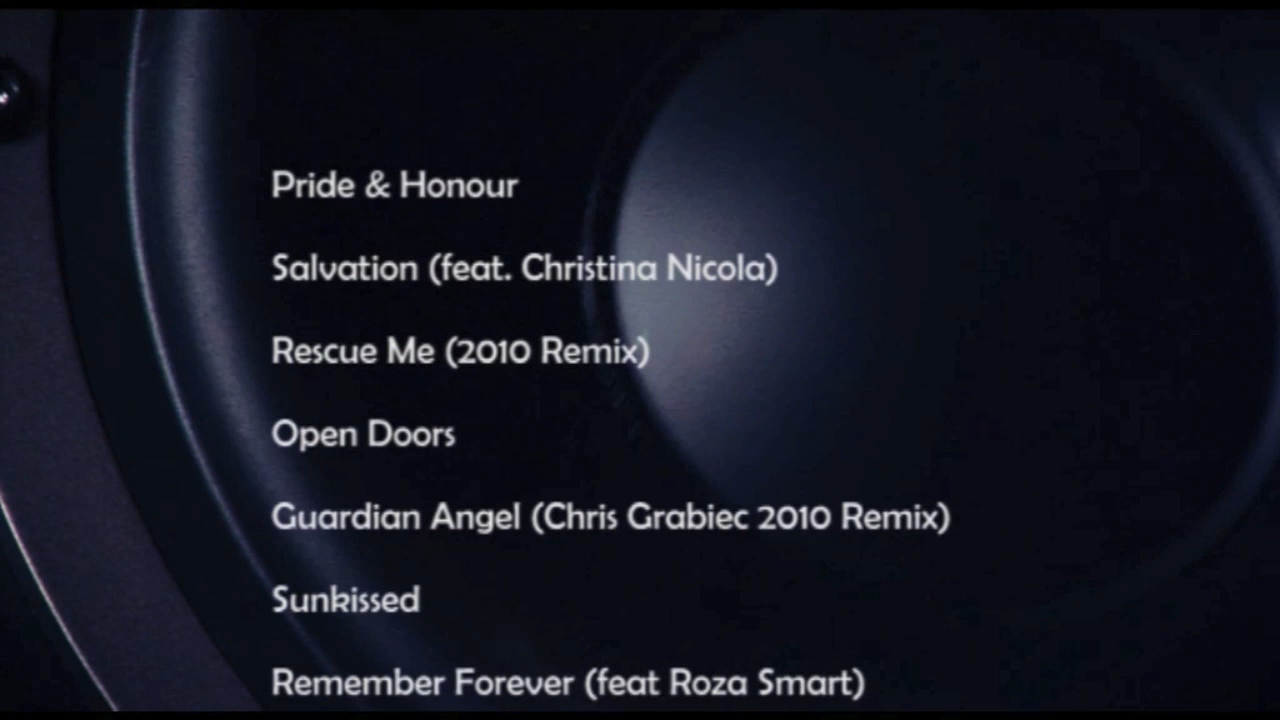 Pride & Honour
Salvation (feat. Christina Nicola)
Rescue Me (2010 Remix)
Open Doors
Guardian Angel (Chris Grabiec 2010 Remix)
Sunkissed
Remember Forever (feat Roza Smart)